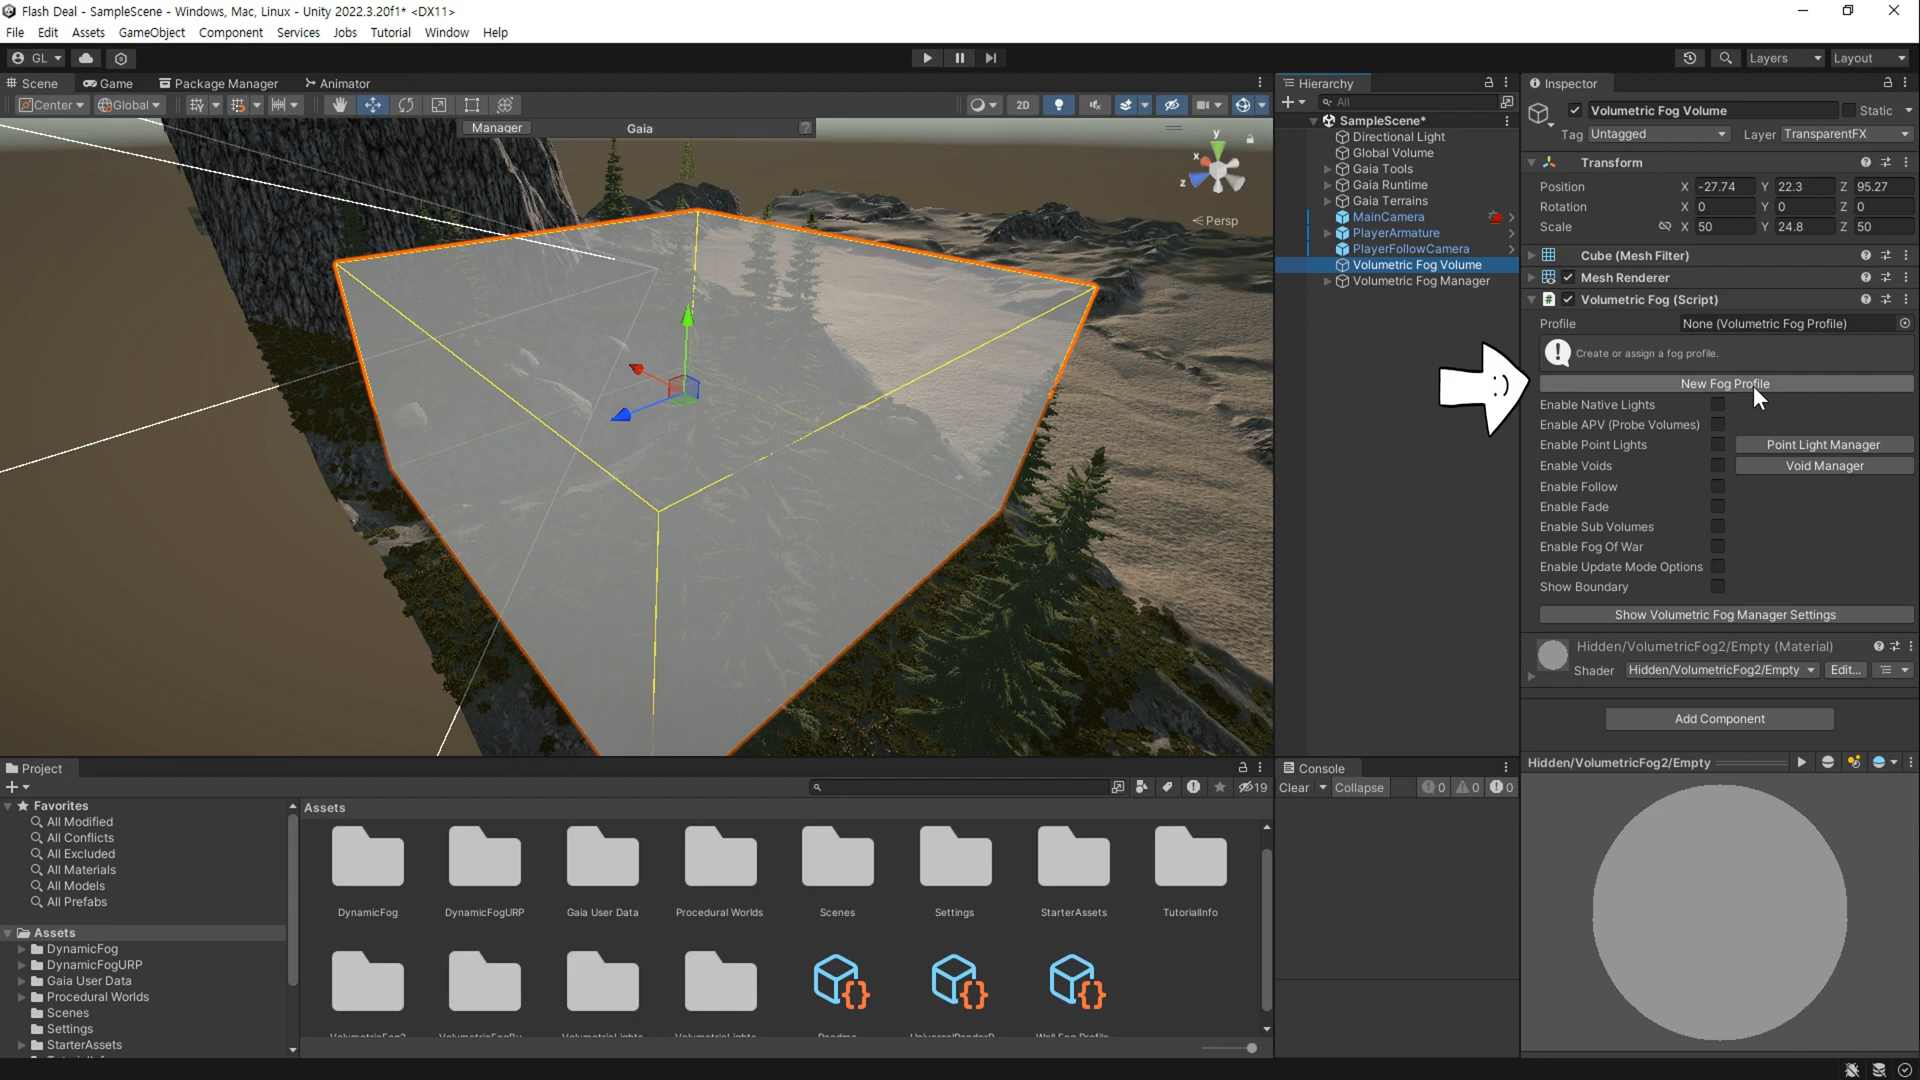 Flash Deal - SampleScene - Windows, Mac, Linux - Unity 2022.3.20f1* <DX11>
File Edit Assets GameObject Component Services Jobs Tutorial Window Help
GL
Layers Layout
Scene Game Package Manager Animator
Center Global 2D
Manager Gaia ?
y
x
z
< Persp
Hierarchy
All
SampleScene*
Directional Light
Global Volume
Gaia Tools
Gaia Runtime
Gaia Terrains
MainCamera
PlayerArmature
PlayerFollowCamera
Volumetric Fog Volume
Volumetric Fog Manager
Inspector
Volumetric Fog Volume Static
Tag Untagged Layer TransparentFX
Transform
Position X -27.74 Y 22.3 Z 95.27
Rotation X 0 Y 0 Z 0
Scale X 50 Y 24.8 Z 50
Cube (Mesh Filter)
Mesh Renderer
# Volumetric Fog (Script)
Profile None (Volumetric Fog Profile)
Create or assign a fog profile.
New Fog Profile
Enable Native Lights
Enable APV (Probe Volumes)
Enable Point Lights Point Light Manager
Enable Voids Void Manager
Enable Follow
Enable Fade
Enable Sub Volumes
Enable Fog Of War
Enable Update Mode Options
Show Boundary
Show Volumetric Fog Manager Settings
Hidden/VolumetricFog2/Empty (Material)
Shader Hidden/VolumetricFog2/Empty Edit...
Add Component
Hidden/VolumetricFog2/Empty
Project
19
Favorites
All Modified
All Conflicts
All Excluded
All Materials
All Models
All Prefabs
Assets
DynamicFog
DynamicFogURP
Gaia User Data
Procedural Worlds
Scenes
Settings
StarterAssets
Assets
DynamicFog DynamicFogURP Gaia User Data Procedural Worlds Scenes Settings StarterAssets TutorialInfo
Console
Clear Collapse 0 0 0